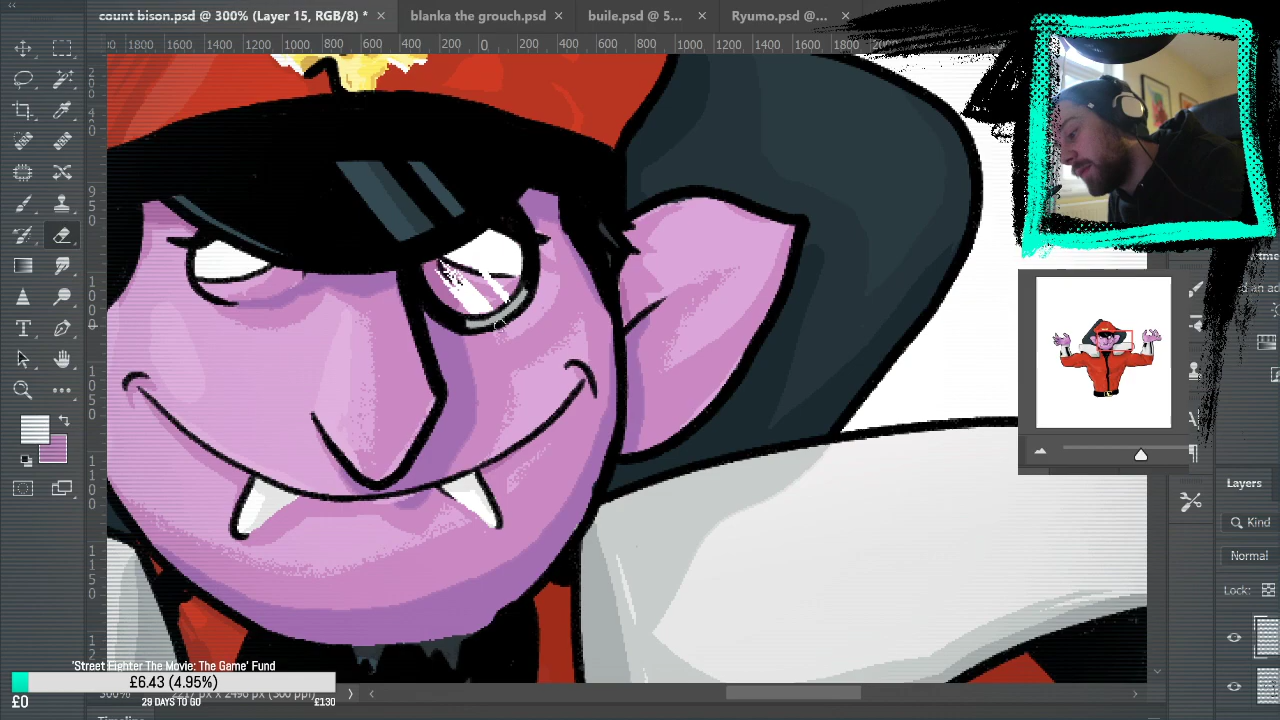 count bison.psd @ 300% (Layer 15, RGB/8) * × blanka the grouch.psd × buile.psd @ 5... × Ryumo.psd @... ×
1800 1600 1400 1200 1000 800 600 400 200 0 200 400 600 800 1000 1200 1400 1600 1800
Layers
Kind
Normal
Lock:
'Street Fighter The Movie: The Game' Fund
£6.43 (4.95%)
£0 29 DAYS TO GO £130